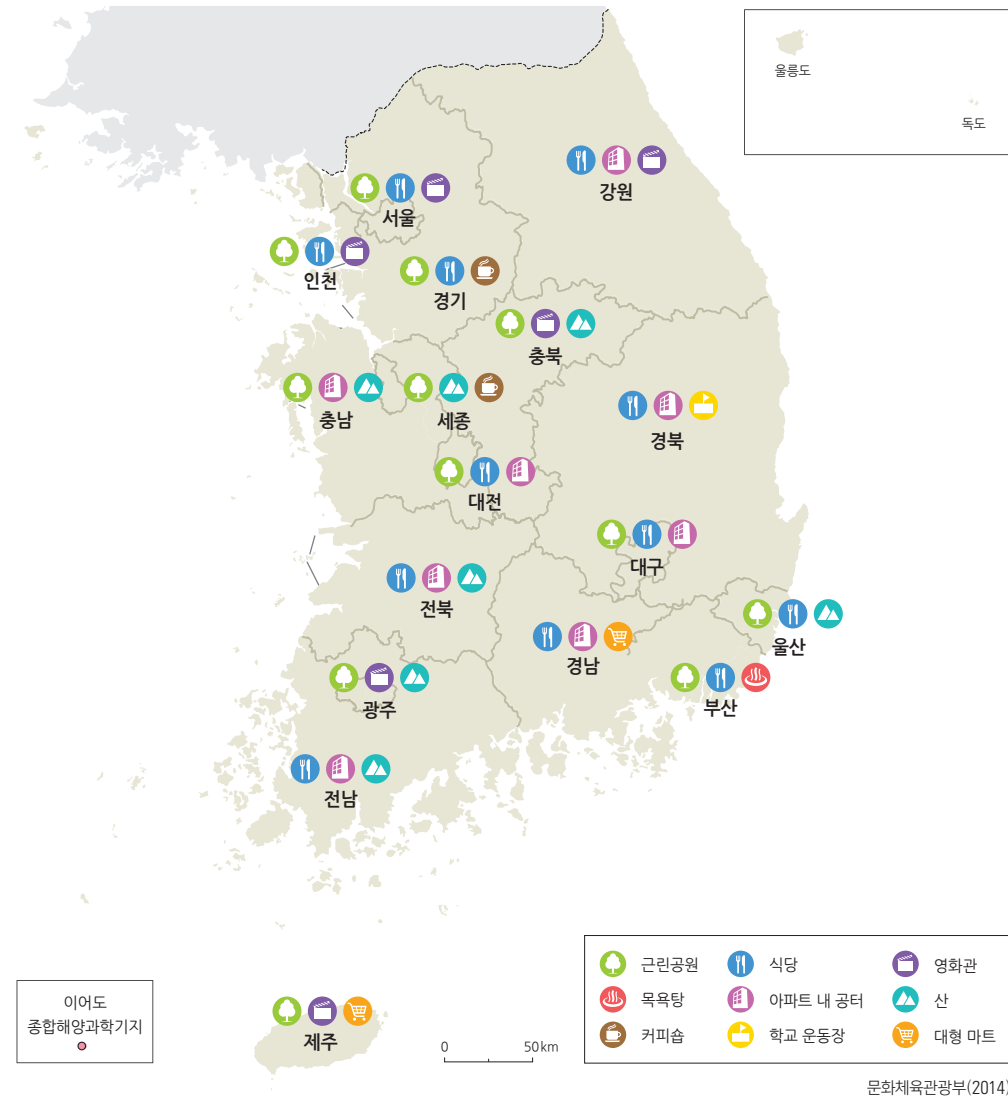 울릉도
독도
강원
서울
인천
경기
충북
충남
세종
경북
대전
대구
전북
울산
경남
부산
광주
전남
제주
이어도
종합해양과학기지
0 50km
근린공원 식당 영화관
목욕탕 아파트 내 공터 산
커피숍 학교 운동장 대형 마트
문화체육관광부(2014)